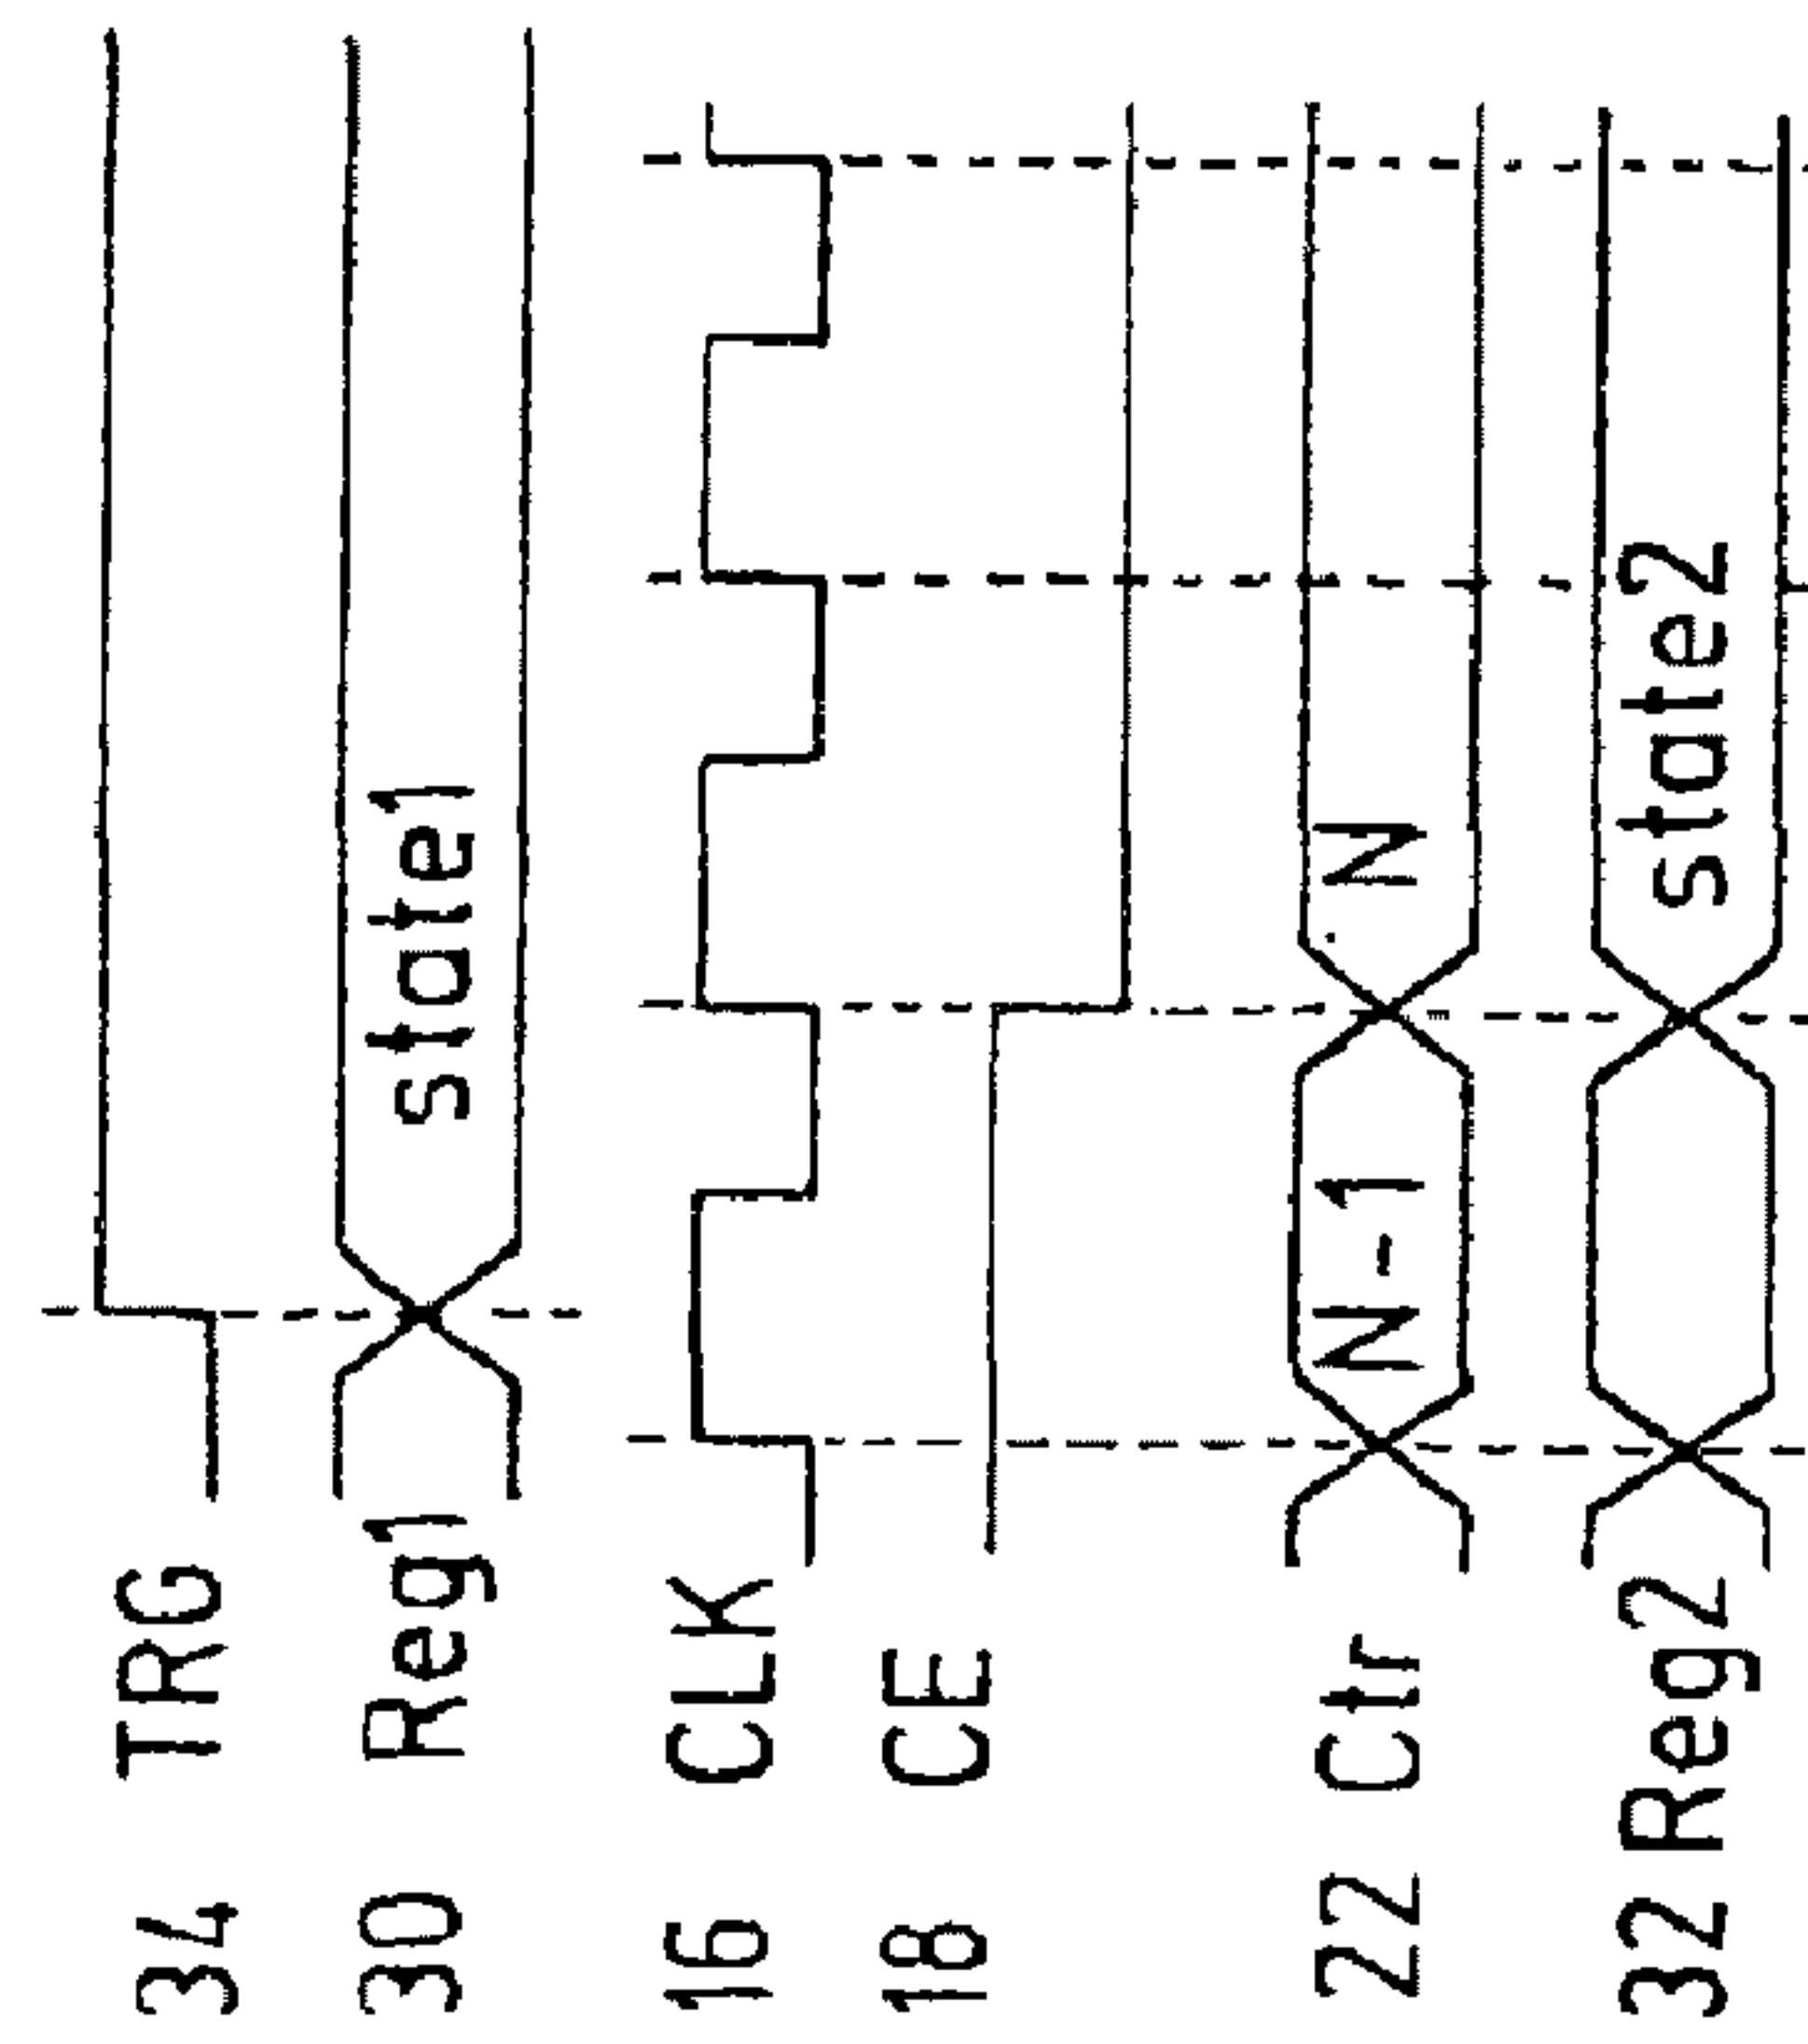 34 TRG
30 Reg1 state1
16 CLK
18 CE
22 Ctr N-1 N
32 Reg2 state2